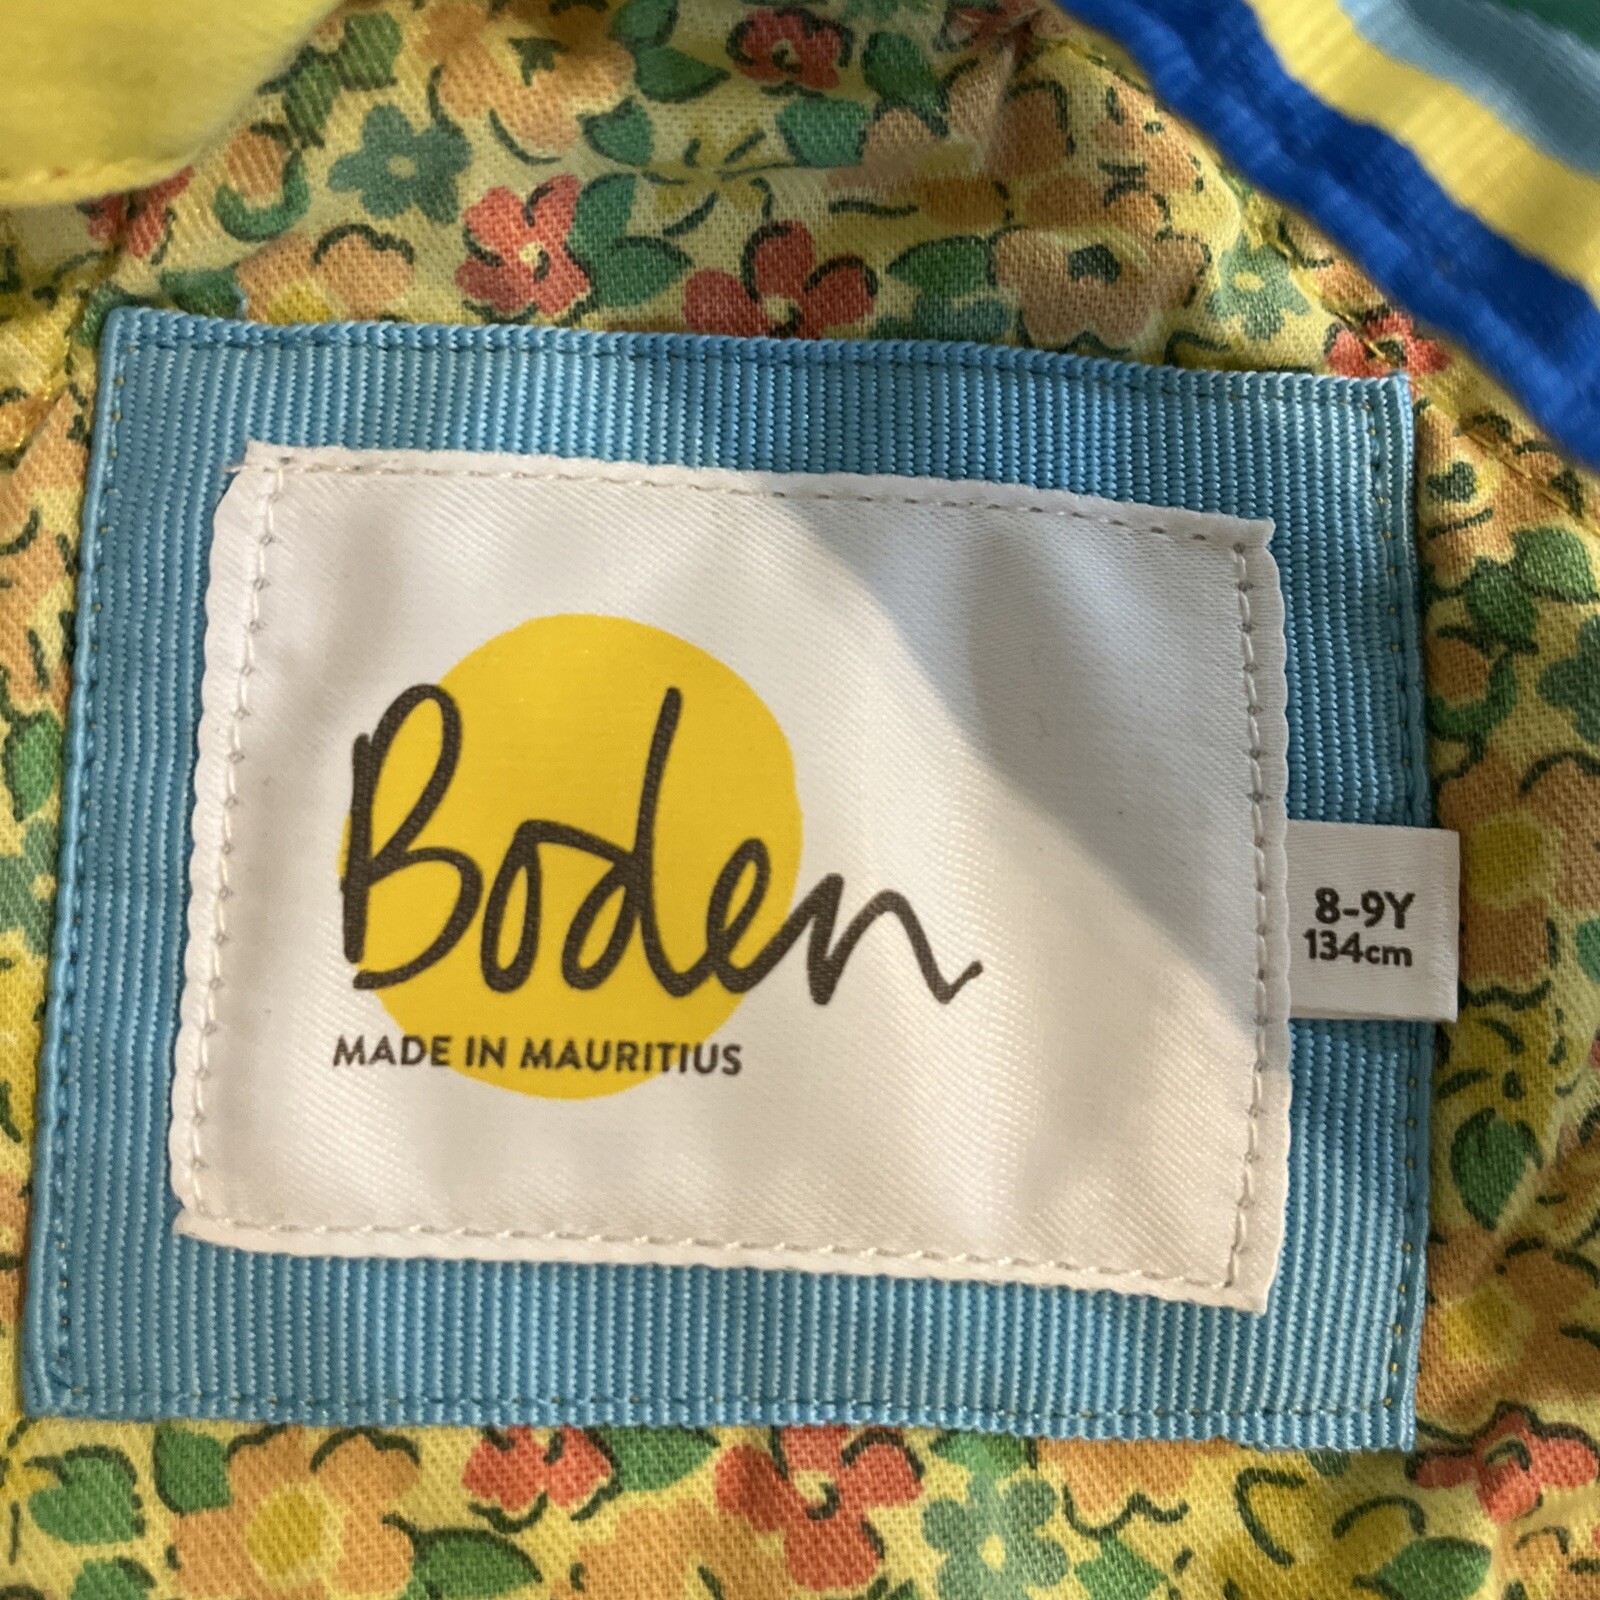 Boden
MADE IN MAURITIUS
8-9Y
134cm